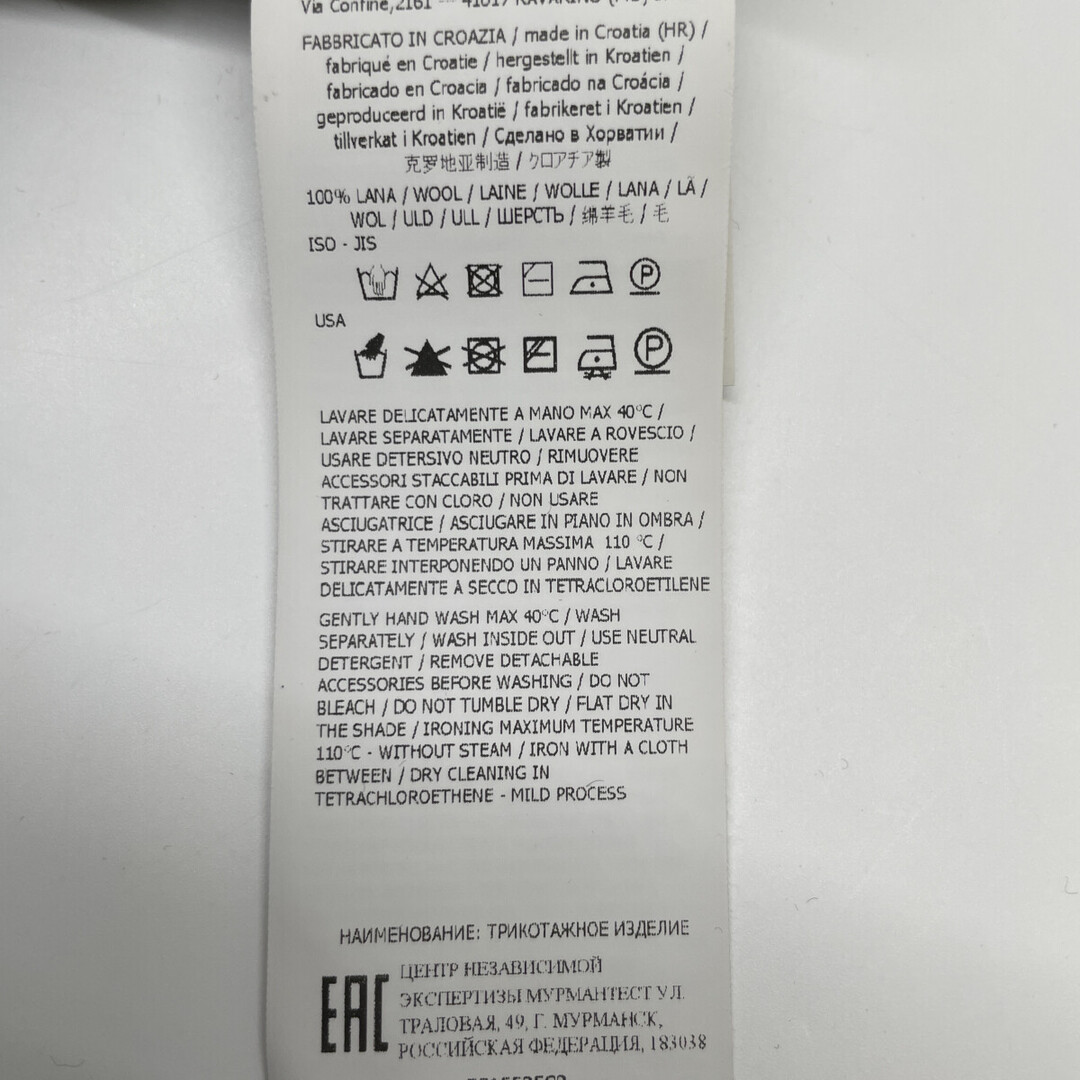 Via Confine,2161 -- 41017 RAVARINO
FABBRICATO IN CROAZIA / made in Croatia (HR) /
fabriqué en Croatie / hergestellt in Kroatien /
fabricado en Croacia / fabricado na Croácia /
geproduceerd in Kroatië / fabrikeret i Kroatien /
tillverkat i Kroatien / Сделано в Хорватии /
克罗地亚制造 / クロアチア製
100% LANA / WOOL / LAINE / WOLLE / LANA / LÃ /
WOL / ULD / ULL / ШЕРСТЬ / 绵羊毛 / 毛
ISO - JIS
P
USA
P
LAVARE DELICATAMENTE A MANO MAX 40°C /
LAVARE SEPARATAMENTE / LAVARE A ROVESCIO /
USARE DETERSIVO NEUTRO / RIMUOVERE
ACCESSORI STACCABILI PRIMA DI LAVARE / NON
TRATTARE CON CLORO / NON USARE
ASCIUGATRICE / ASCIUGARE IN PIANO IN OMBRA /
STIRARE A TEMPERATURA MASSIMA 110 °C /
STIRARE INTERPONENDO UN PANNO / LAVARE
DELICATAMENTE A SECCO IN TETRACLOROETILENE
GENTLY HAND WASH MAX 40°C / WASH
SEPARATELY / WASH INSIDE OUT / USE NEUTRAL
DETERGENT / REMOVE DETACHABLE
ACCESSORIES BEFORE WASHING / DO NOT
BLEACH / DO NOT TUMBLE DRY / FLAT DRY IN
THE SHADE / IRONING MAXIMUM TEMPERATURE
110°C - WITHOUT STEAM / IRON WITH A CLOTH
BETWEEN / DRY CLEANING IN
TETRACHLOROETHENE - MILD PROCESS
НАИМЕНОВАНИЕ: ТРИКОТАЖНОЕ ИЗДЕЛИЕ
EAC
ЦЕНТР НЕЗАВИСИМОЙ
ЭКСПЕРТИЗЫ МУРМАНТЕСТ УЛ.
ТРАЛОВАЯ, 49, Г. МУРМАНСК,
РОССИЙСКАЯ ФЕДЕРАЦИЯ, 183038